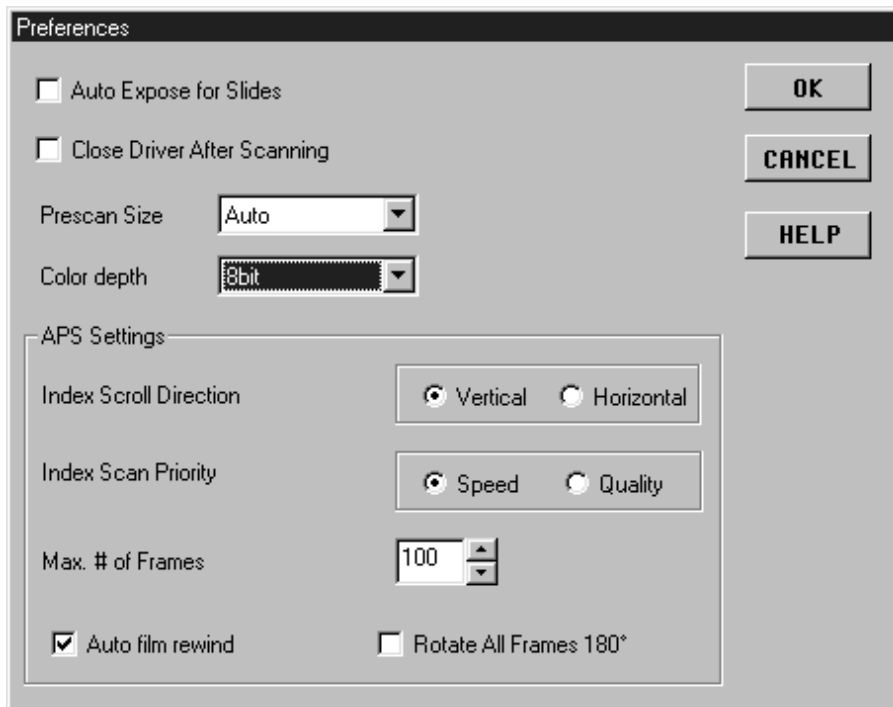 Preferences
Auto Expose for Slides
OK
Close Driver After Scanning
CANCEL
Prescan Size Auto
HELP
Color depth 8bit
APS Settings
Index Scroll Direction Vertical Horizontal
Index Scan Priority Speed Quality
Max. # of Frames 100
Auto film rewind Rotate All Frames 180°